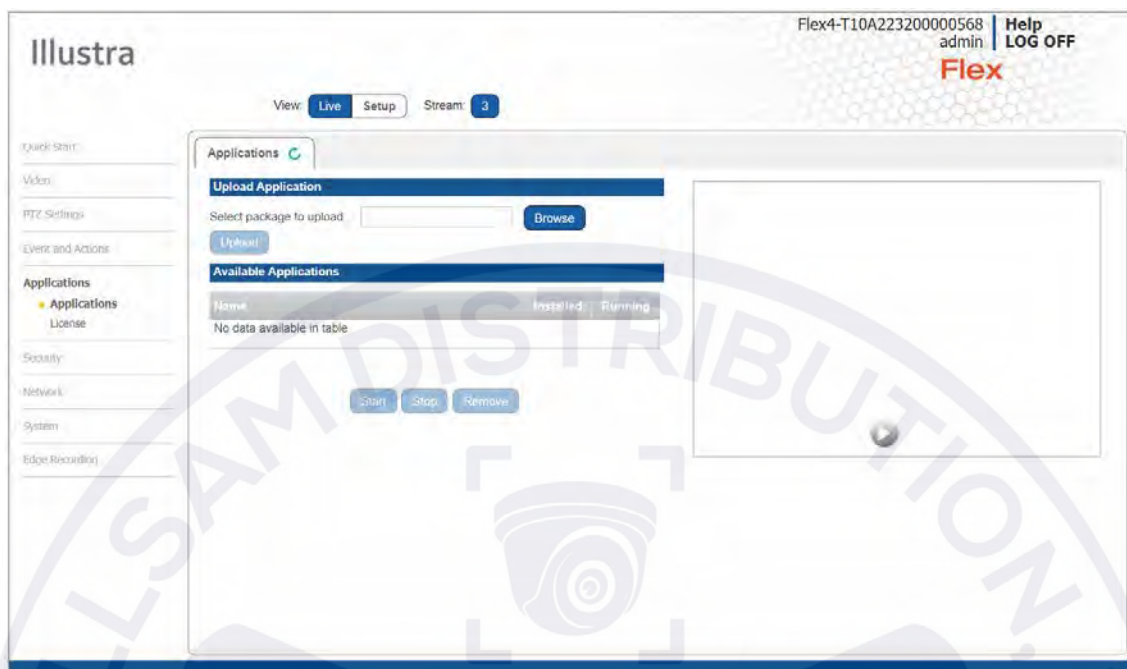 Illustra
Flex4-T10A223200000568 Help
admin LOG OFF
Flex
View: Live Setup Stream: 3
Quick Start
Video
PTZ Settings
Event and Actions
Applications
Applications
License
Security
Network
System
Edge Recording
Applications
Upload Application
Select package to upload Browse
Upload
Available Applications
Name Installed Running
No data available in table
Start Stop Remove
SAM DISTRIBUTION